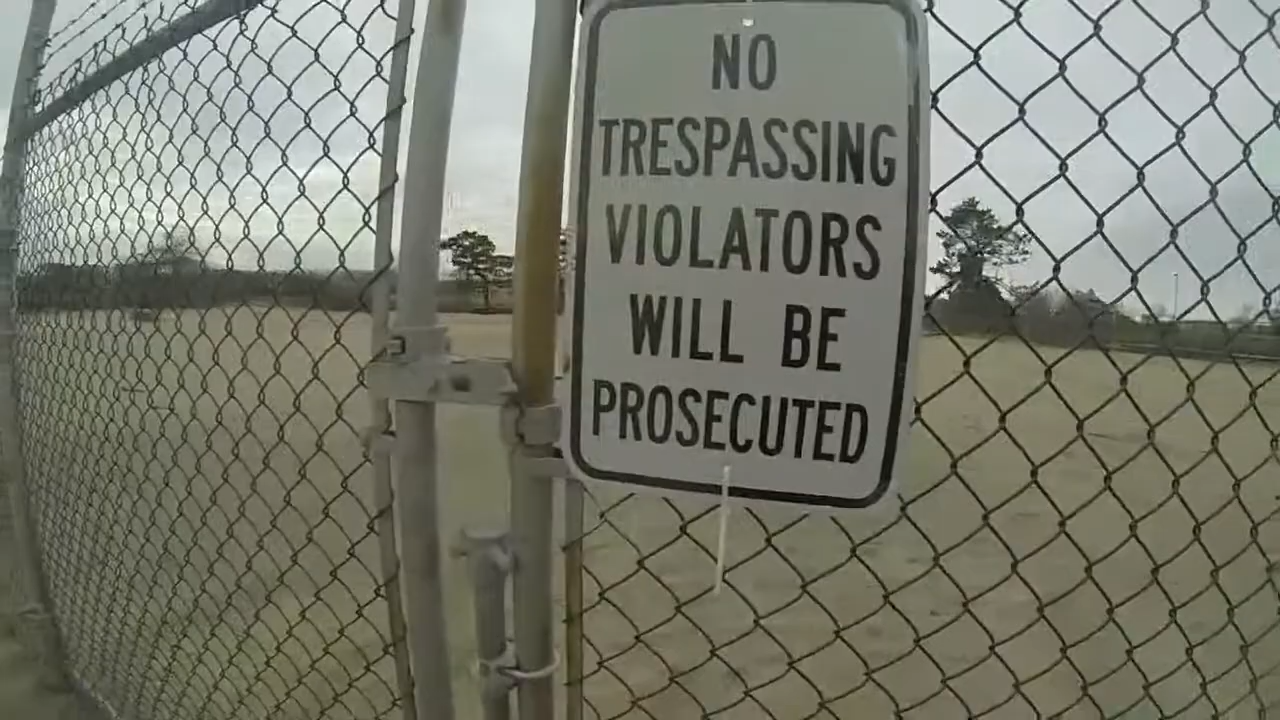 NO
TRESPASSING
VIOLATORS
WILL BE
PROSECUTED